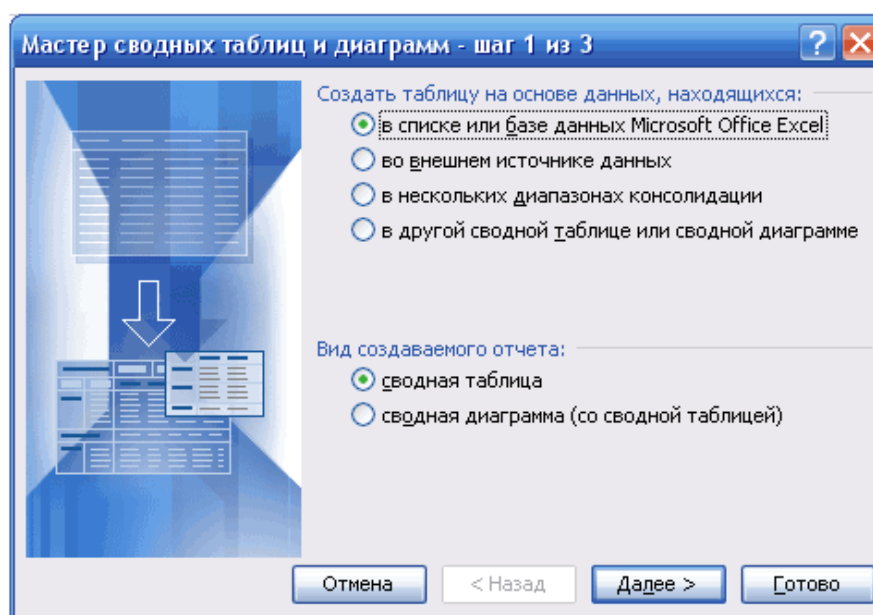 Мастер сводных таблиц и диаграмм - шаг 1 из 3
Создать таблицу на основе данных, находящихся:
в списке или базе данных Microsoft Office Excel
во внешнем источнике данных
в нескольких диапазонах консолидации
в другой сводной таблице или сводной диаграмме
Вид создаваемого отчета:
сводная таблица
сводная диаграмма (со сводной таблицей)
Отмена < Назад Далее > Готово